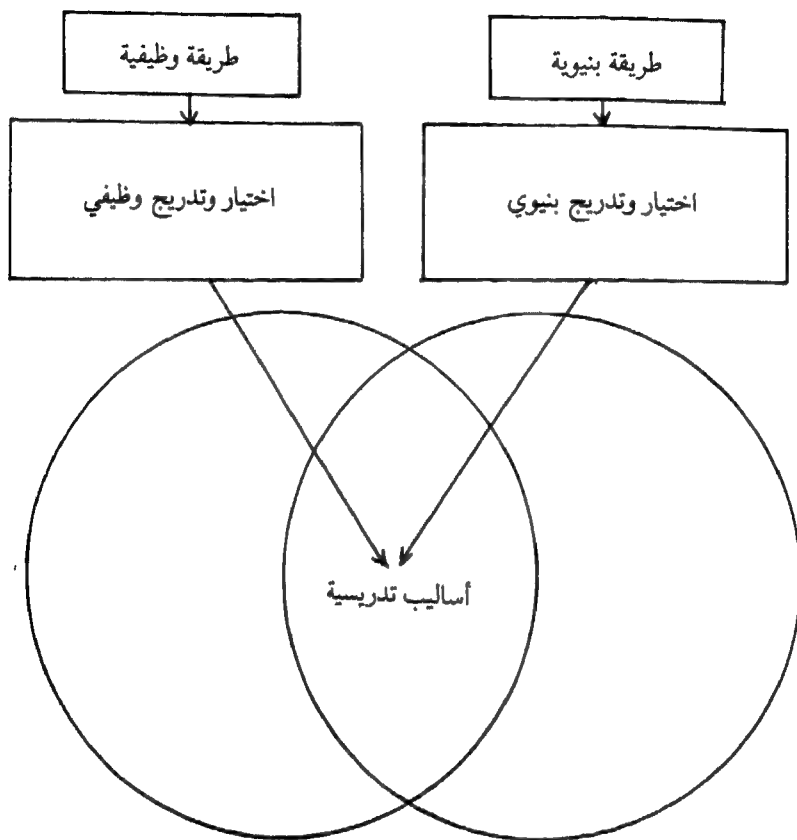 طريقة بنيوية
طريقة وظيفية
اختيار وتدريج بنيوي
اختيار وتدريج وظيفي
أساليب تدريسية